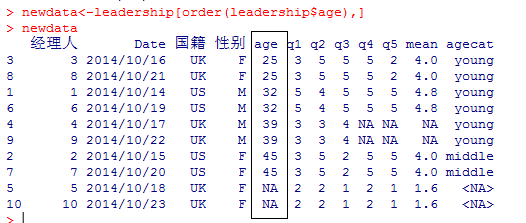 > newdata<-leadership[order(leadership$age),]
> newdata
经理人 Date 国籍 性别 age q1 q2 q3 q4 q5 mean agecat
3 3 2014/10/16 UK F 25 3 5 5 5 2 4.0 young
8 8 2014/10/21 UK F 25 3 5 5 5 2 4.0 young
1 1 2014/10/14 US M 32 5 4 5 5 5 4.8 young
6 6 2014/10/19 US M 32 5 4 5 5 5 4.8 young
4 4 2014/10/17 UK M 39 3 3 4 NA NA NA young
9 9 2014/10/22 UK M 39 3 3 4 NA NA NA young
2 2 2014/10/15 US F 45 3 5 2 5 5 4.0 middle
7 7 2014/10/20 US F 45 3 5 2 5 5 4.0 middle
5 5 2014/10/18 UK F NA 2 2 1 2 1 1.6 <NA>
10 10 2014/10/23 UK F NA 2 2 1 2 1 1.6 <NA>
>